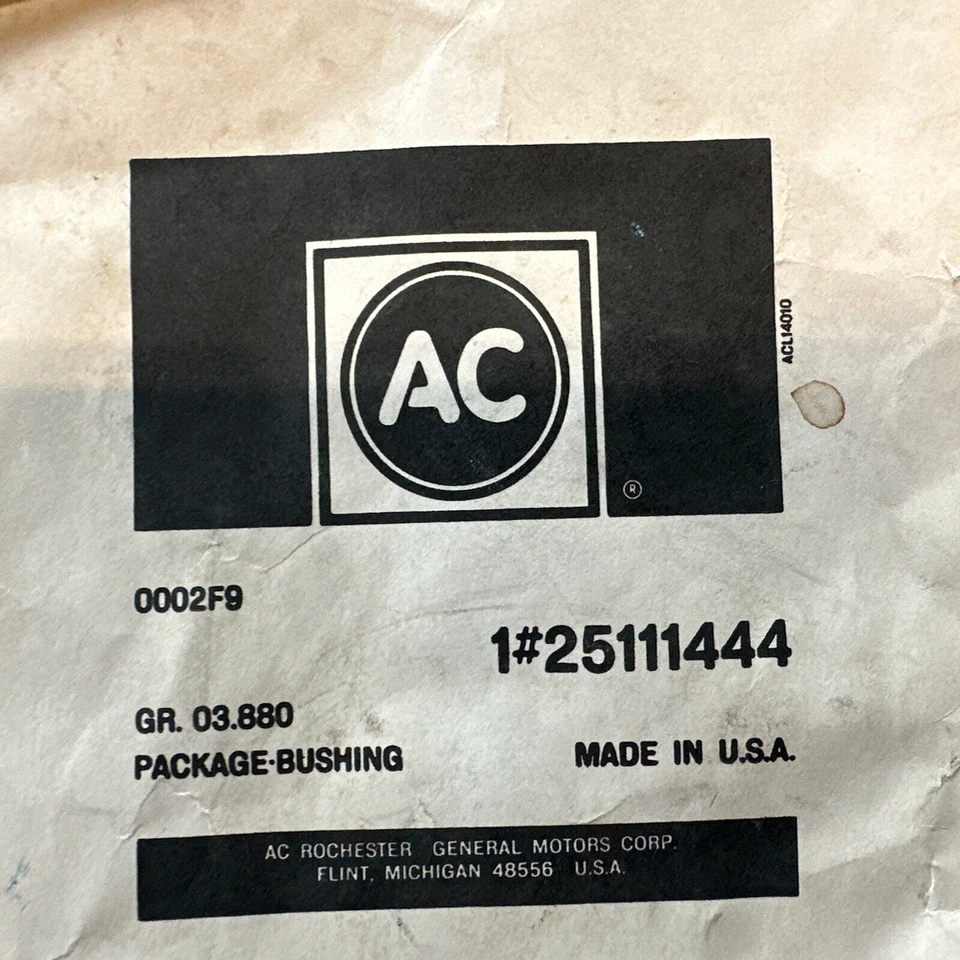 AC
®
ACL14010
0002F9
1#25111444
GR. 03.880
PACKAGE·BUSHING
MADE IN U.S.A.
AC ROCHESTER GENERAL MOTORS CORP.
FLINT, MICHIGAN 48556 U.S.A.